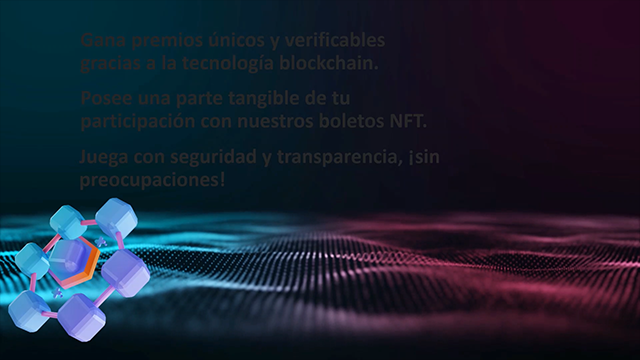 Gana premios únicos y verificables
gracias a la tecnología blockchain.
Posee una parte tangible de tu
participación con nuestros boletos NFT.
Juega con seguridad y transparencia, ¡sin
preocupaciones!